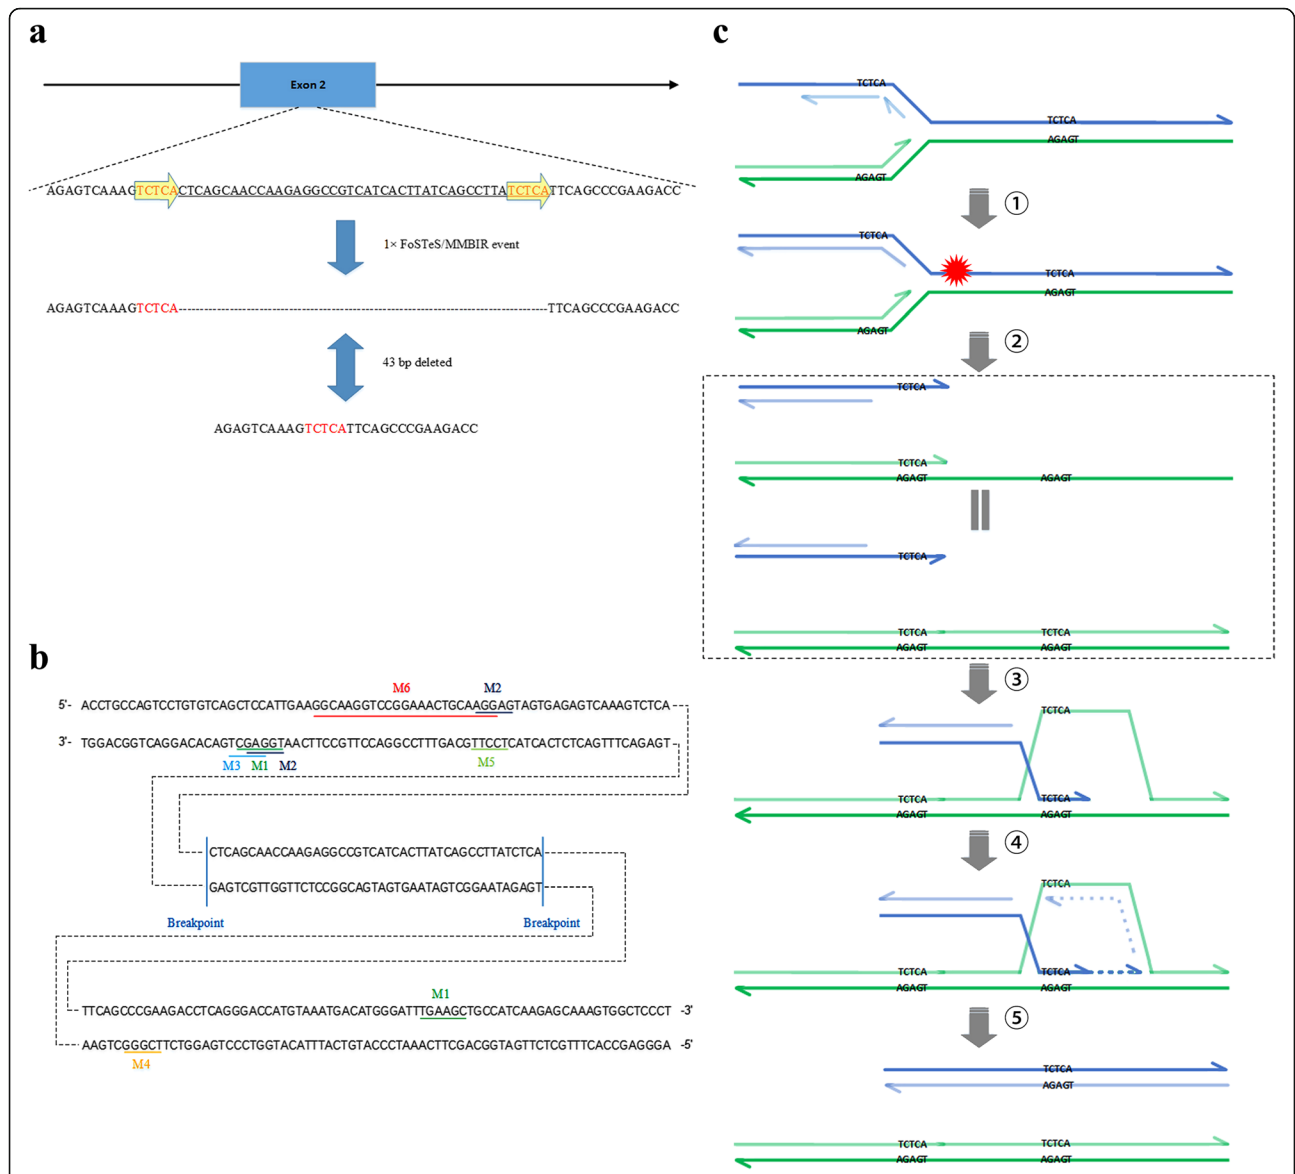 a
Exon 2
AGAGTCAAAGTCTCACTCAGCAACCAAGAGGCCGTCATCACTTATCAGCCTTATCTCATTCAGCCCGAAGACC
1× FoSTeS/MMBIR event
AGAGTCAAAGTCTCA------------------------------------------TTCAGCCCGAAGACC
43 bp deleted
AGAGTCAAAGTCTCATTCAGCCCGAAGACC
b
M6 M2
5'- ACCTGCCAGTCCTGTGTCAGCTCCATTGAAGGCAAGGTCCGGAAACTGCAAGGAGTAGTGAGAGTCAAAGTCTCA
3'- TGGACGGTCAGGACACAGTCGAGGTAACTTCCGTTCCAGGCCTTTGACGTTCCTCATCACTCTCAGTTTCAGAGT
M3 M1 M2 M5
CTCAGCAACCAAGAGGCCGTCATCACTTATCAGCCTTATCTCA
GAGTCGTTGGTTCTCCGGCAGTAGTGAATAGTCGGAATAGAGT
Breakpoint Breakpoint
M1
TTCAGCCCGAAGACCTCAGGGACCATGTAAATGACATGGGATTTGAAGCTGCCATCAAGAGCAAAGTGGCTCCCT -3'
AAGTCGGGCTTCTGGAGTCCCTGGTACATTTACTGTACCCTAAACTTCGACGGTAGTTCTCGTTTCACCGAGGGA -5'
M4
c
TCTCA
TCTCA
AGAGT
AGAGT
①
TCTCA
TCTCA
AGAGT
AGAGT
②
TCTCA
TCTCA
AGAGT AGAGT
TCTCA
TCTCA TCTCA
AGAGT AGAGT
③
TCTCA
TCTCA TCTCA
AGAGT AGAGT
④
TCTCA
TCTCA TCTCA
AGAGT AGAGT
⑤
TCTCA
AGAGT
TCTCA TCTCA
AGAGT AGAGT